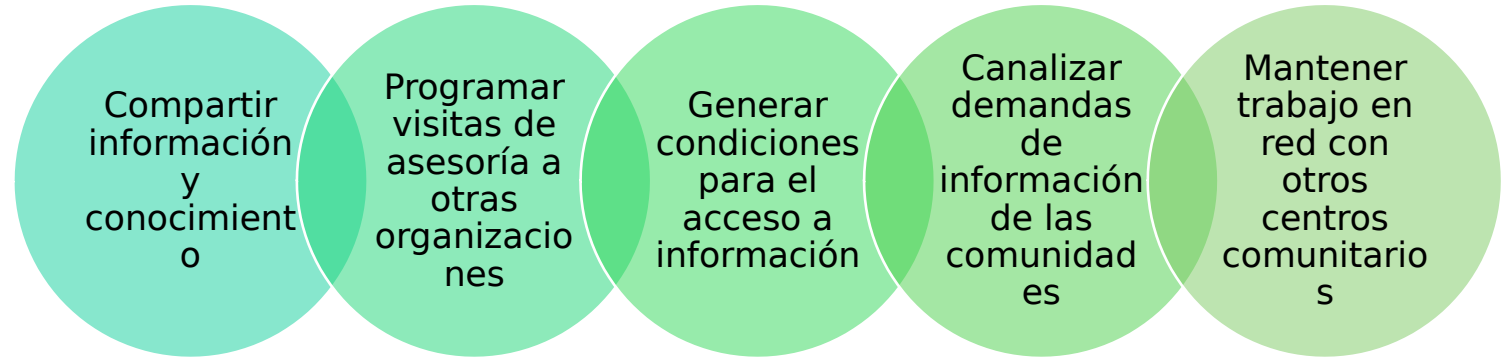 Compartir
información
y
conocimient
o
Programar
visitas de
asesoría a
otras
organizacio
nes
Generar
condiciones
para el
acceso a
información
Canalizar
demandas
de
información
de las
comunidad
es
Mantener
trabajo en
red con
otros
centros
comunitario
s